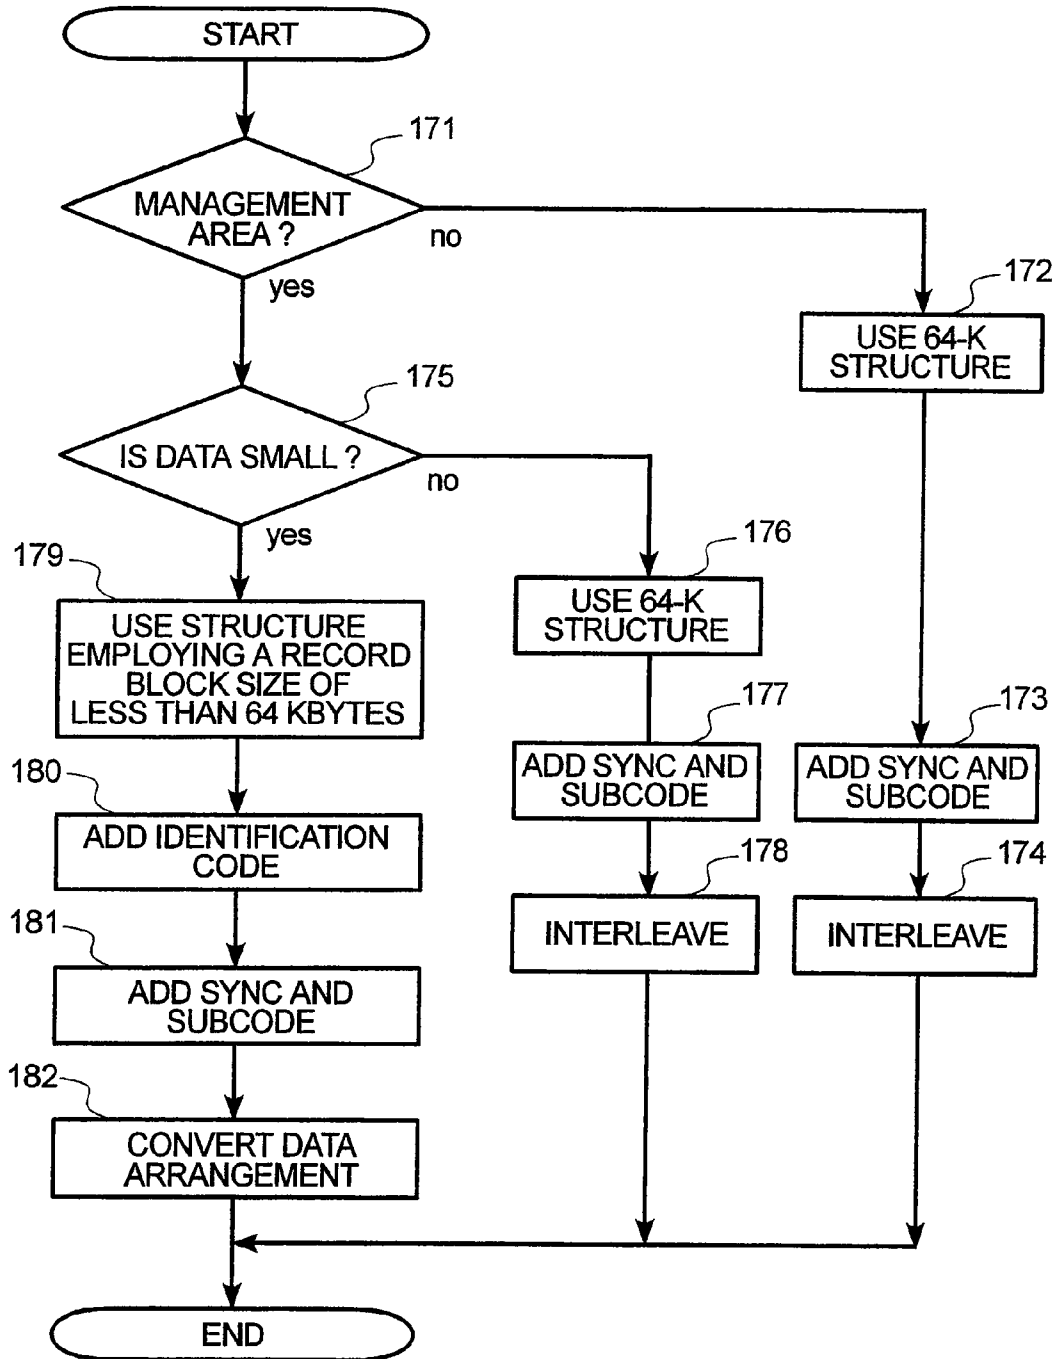 START
171
MANAGEMENT
AREA ?
no
yes
172
USE 64-K
STRUCTURE
175
IS DATA SMALL ?
no
yes
179
USE STRUCTURE
EMPLOYING A RECORD
BLOCK SIZE OF
LESS THAN 64 KBYTES
176
USE 64-K
STRUCTURE
177
ADD SYNC AND
SUBCODE
173
ADD SYNC AND
SUBCODE
180
ADD IDENTIFICATION
CODE
178
INTERLEAVE
174
INTERLEAVE
181
ADD SYNC AND
SUBCODE
182
CONVERT DATA
ARRANGEMENT
END